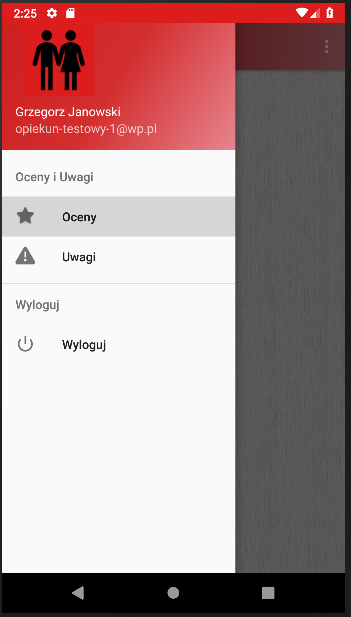 2:25
Grzegorz Janowski
opiekun-testowy-1@wp.pl
Oceny i Uwagi
Oceny
Uwagi
Wyloguj
Wyloguj